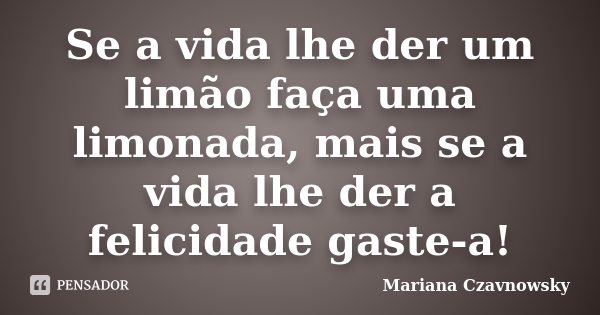 Se a vida lhe der um
limão faça uma
limonada, mais se a
vida lhe der a
felicidade gaste-a!
PENSADOR
Mariana Czavnowsky